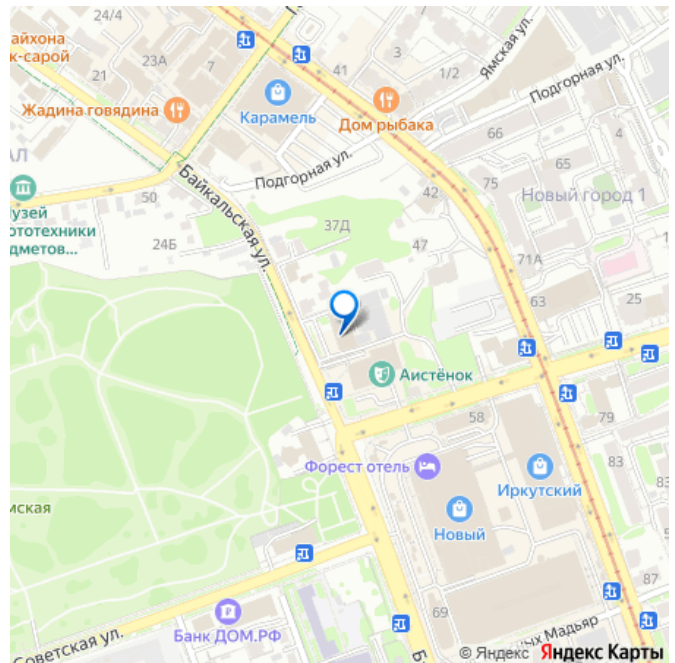 айхона
к-сарой
21
23А
7
41
3
1/2
Ямская ул.
Жадина говядина
Карамель
Дом рыбака
Подгорная ул.
66
4
65
АЛ
Байкальская ул.
Подгорная ул.
50
42
75
Новый город 1
узей
ототехники
дметов...
24Б
37Д
47
71А
63
25
Аистёнок
58
79
Форест отель
83
Иркутский
Новый
мская
87
69
Банк ДОМ.РФ
Советская ул.
Б
ых Мадьяр
© Яндекс Яндекс Карты